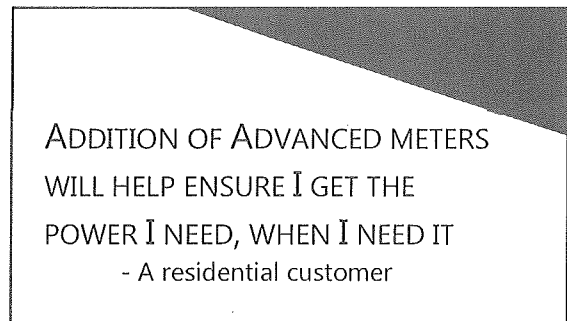 ADDITION OF ADVANCED METERS
WILL HELP ENSURE I GET THE
POWER I NEED, WHEN I NEED IT
- A residential customer